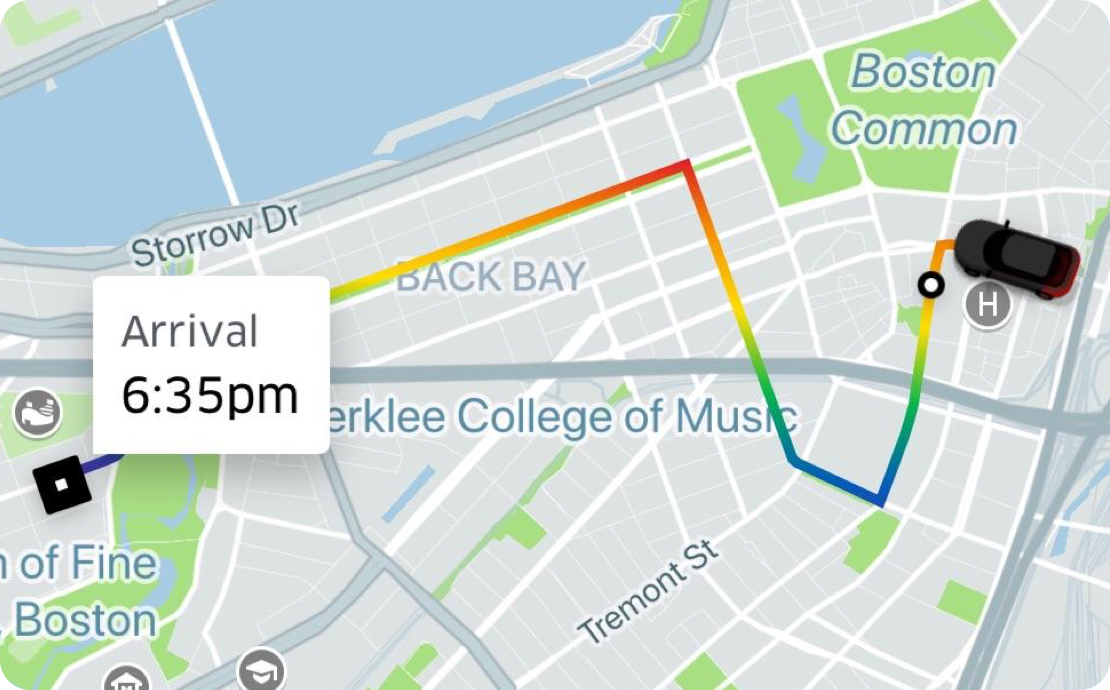 Boston
Common
Storrow Dr
BACK BAY
Arrival
6:35pm
H
erklee College of Music
Tremont St
of Fine
Boston